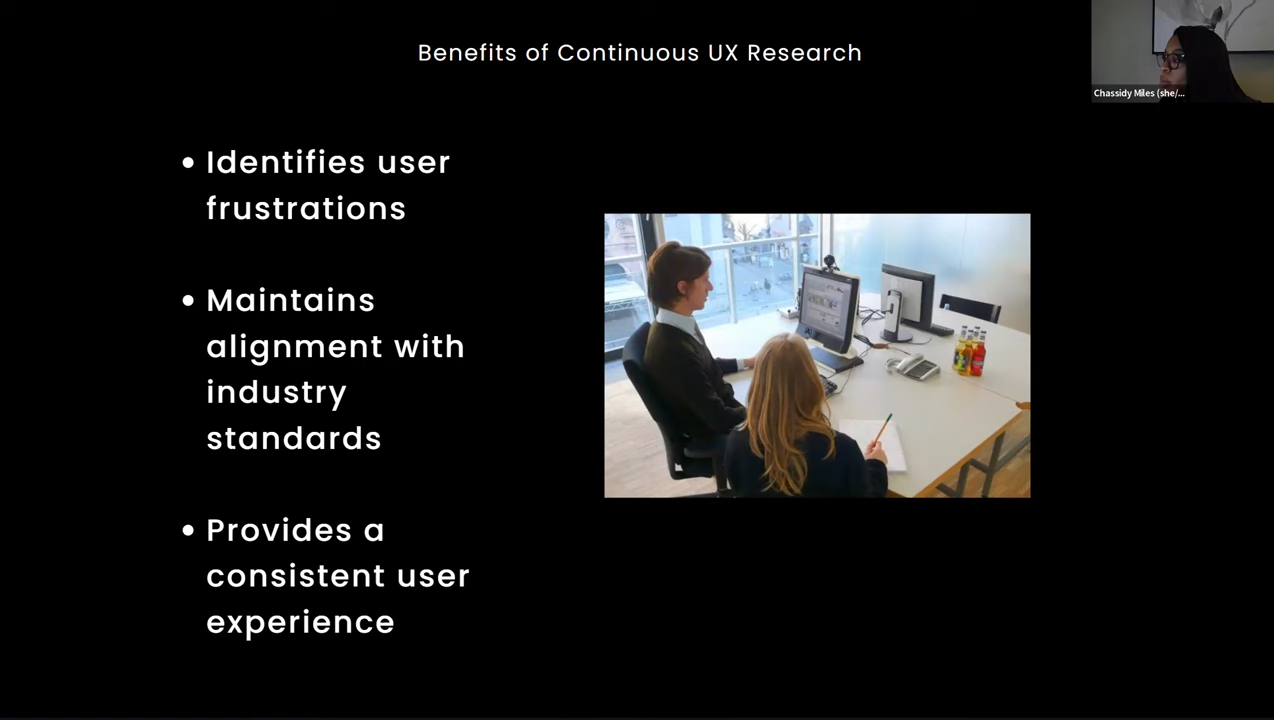 Benefits of Continuous UX Research
Chassidy Miles (she/...
• Identifies user
frustrations
• Maintains
alignment with
industry
standards
• Provides a
consistent user
experience